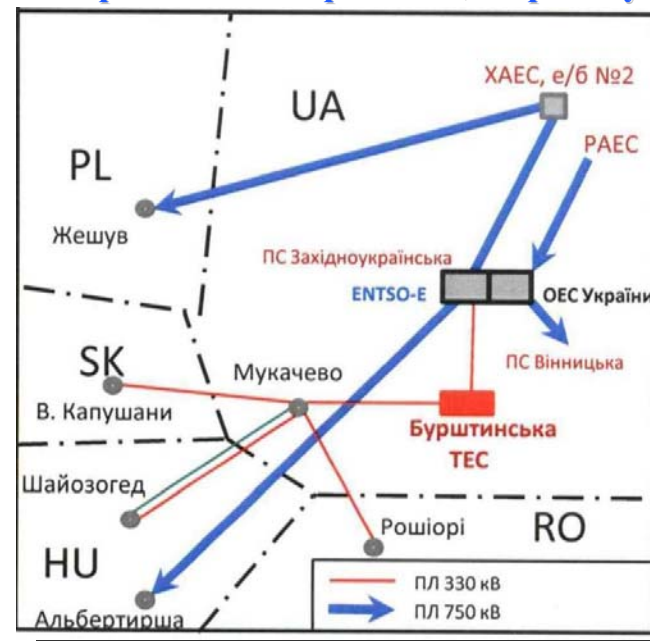 ХАЕС, е/б №2
UA
РАЕС
PL
Жешув
ПС Західноукраїнська
ENTSO-E
ОЕС України
SK
Мукачево
ПС Вінницька
В. Капушани
Бурштинська
ТЕС
Шайозогед
Рошіорі
RO
HU
ПЛ 330 кВ
ПЛ 750 кВ
Альбертирша